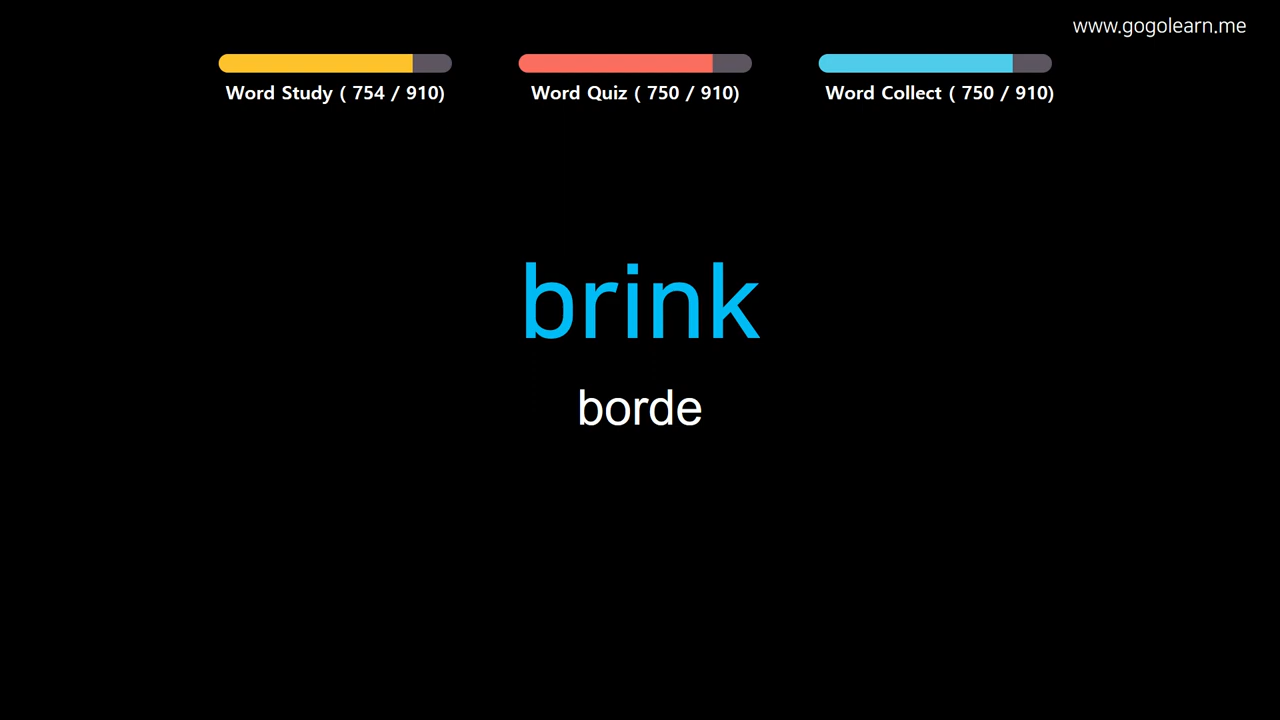 www.gogolearn.me
Word Study ( 754 / 910)
Word Quiz ( 750 / 910)
Word Collect ( 750 / 910)
brink
borde